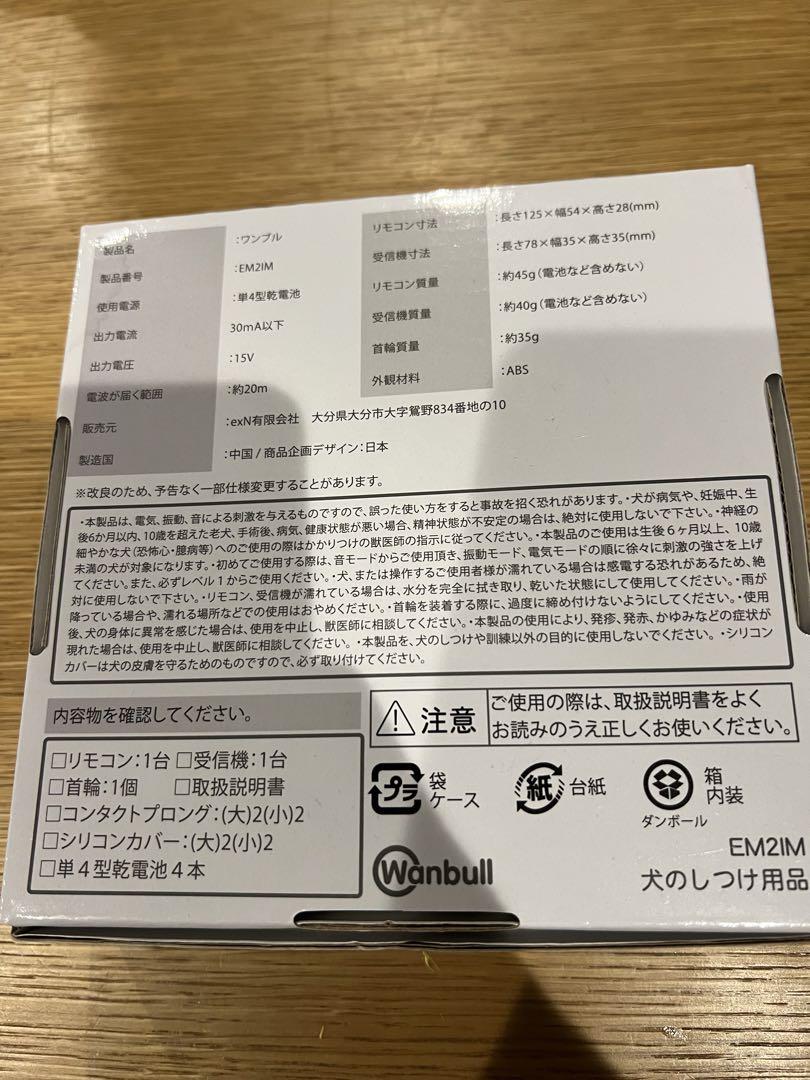 製品名 :ワンブル
製品番号 :EM2IM
使用電源 :単4型乾電池
出力電流 30mA以下
出力電圧 :15V
電波が届く範囲 :約20m
販売元 :exN有限会社 大分県大分市大字鴛野834番地の10
製造国 :中国 / 商品企画デザイン:日本
リモコン寸法 :長さ125×幅54×高さ28(mm)
受信機寸法 :長さ78×幅35×高さ35(mm)
リモコン質量 :約45g(電池など含めない)
受信機質量 :約40g(電池など含めない)
首輪質量 :約35g
外観材料 :ABS
※改良のため、予告なく一部仕様変更することがあります。
・本製品は、電気、振動、音による刺激を与えるものですので、誤った使い方をすると事故を招く恐れがあります。・犬が病気や、妊娠中、生
後6か月以内、10歳を超えた老犬、手術後、病気、健康状態が悪い場合、精神状態が不安定の場合は、絶対に使用しないで下さい。・神経の
細やかな犬(恐怖心・臆病等)へのご使用の際はかかりつけの獣医師の指示に従ってください。・本製品のご使用は生後6ヶ月以上、10歳
未満の犬が対象になります。・初めてご使用する際は、音モードからご使用頂き、振動モード、電気モードの順に徐々に刺激の強さを上げ
てください。また、必ずレベル1からご使用ください。・犬、または操作するご使用者様が濡れている場合は感電する恐れがあるため、絶
対に使用しないで下さい。・リモコン、受信機が濡れている場合は、水分を完全に拭き取り、乾いた状態にして使用してください。・雨が
降っている場合や、濡れる場所などでの使用はおやめください。・首輪を装着する際に、過度に締め付けないようにしてください。・使用
後、犬の身体に異常を感じた場合は、使用を中止し、獣医師に相談してください。・本製品の使用により、発疹、発赤、かゆみなどの症状が
現れた場合は、使用を中止し、獣医師に相談してください。・本製品を、犬のしつけや訓練以外の目的に使用しないでください。・シリコン
カバーは犬の皮膚を守るためのものですので、必ず取り付けてください。
内容物を確認してください。
□リモコン:1台 □受信機:1台
□首輪:1個 □取扱説明書
□コンタクトプロング:(大)2(小)2
□シリコンカバー:(大)2(小)2
□単4型乾電池4本
注意
ご使用の際は、取扱説明書をよく
お読みのうえ正しくお使いください。
プラ 袋
ケース
紙 台紙
ダンボール
箱
内装
Wanbull
EM2IM
犬のしつけ用品